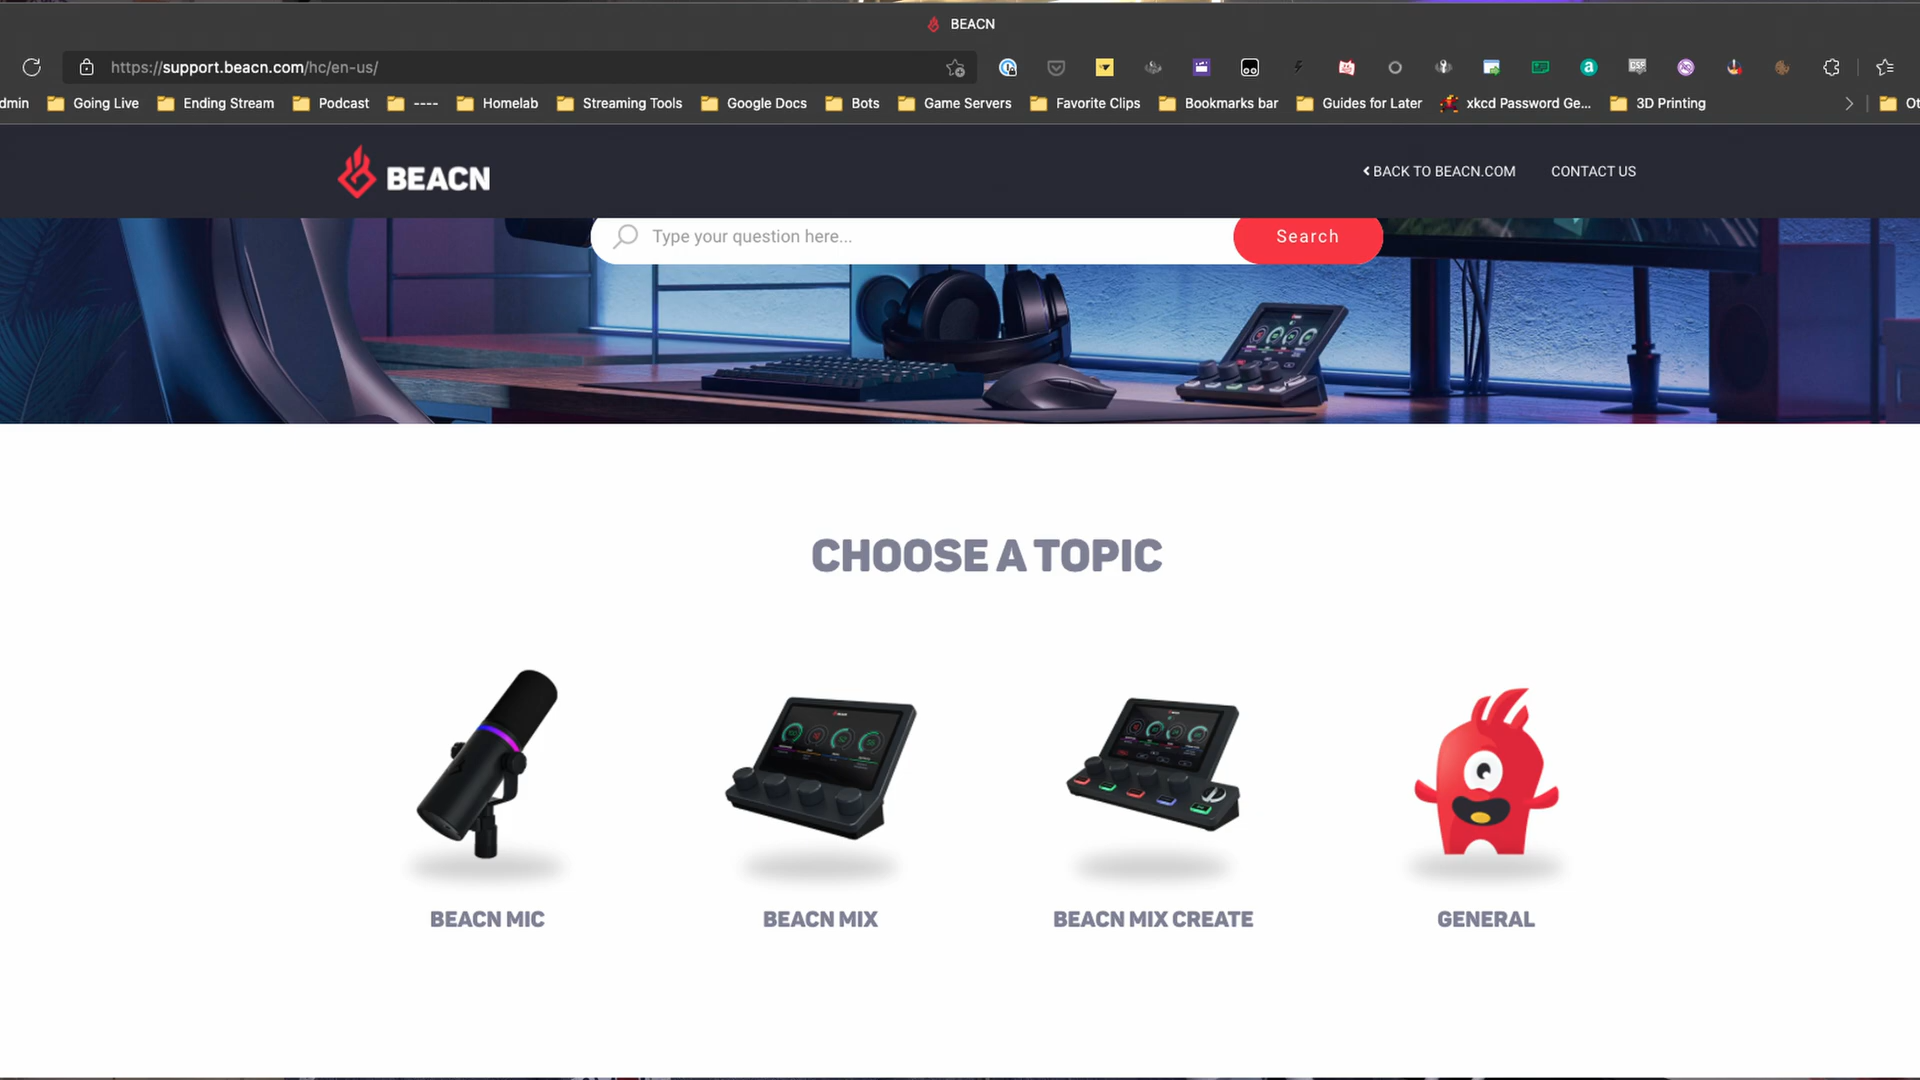 BEACN
https://support.beacn.com/hc/en-us/
dmin Going Live Ending Stream Podcast ---- Homelab Streaming Tools Google Docs Bots Game Servers Favorite Clips Bookmarks bar Guides for Later xkcd Password Ge... 3D Printing Ot
BEACN
BACK TO BEACN.COM CONTACT US
Type your question here... Search
CHOOSE A TOPIC
BEACN MIC BEACN MIX BEACN MIX CREATE GENERAL